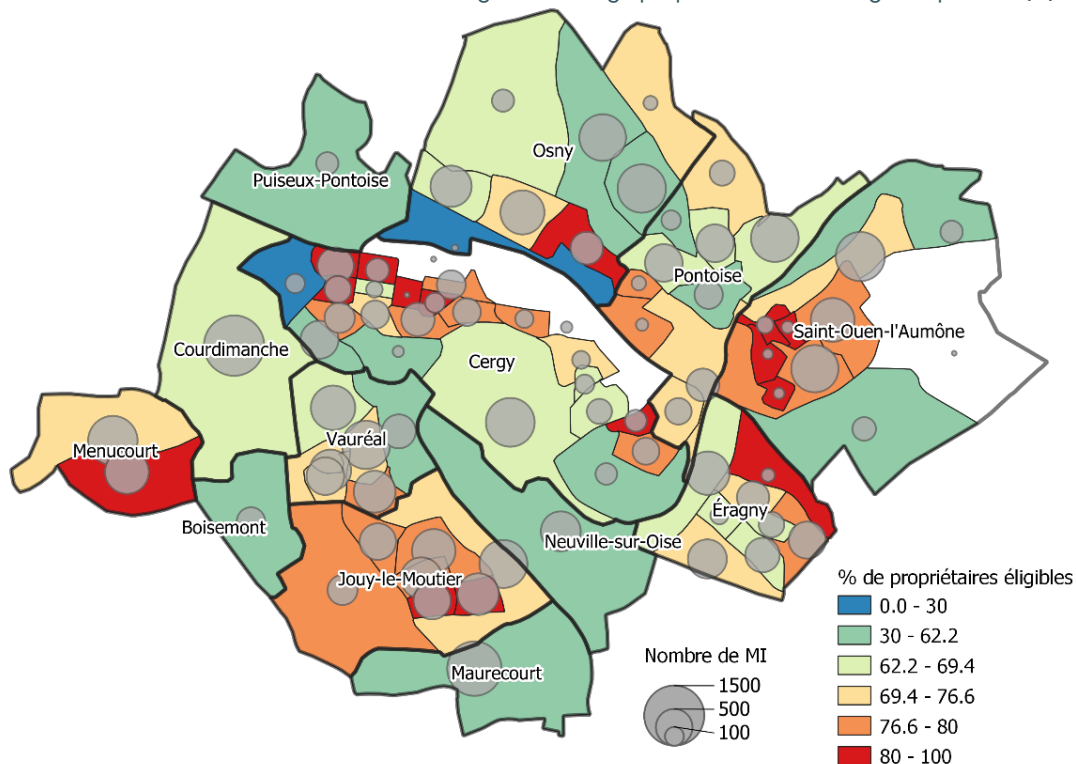 Osny
Puiseux-Pontoise
Pontoise
Saint-Ouen-l'Aumône
Courdimanche
Cergy
Menucourt
Vauréal
Éragny
Boisemont
Neuville-sur-Oise
Jouy-le-Moutier
Maurecourt
Nombre de MI
1500
500
100
% de propriétaires éligibles
0.0 - 30
30 - 62.2
62.2 - 69.4
69.4 - 76.6
76.6 - 80
80 - 100